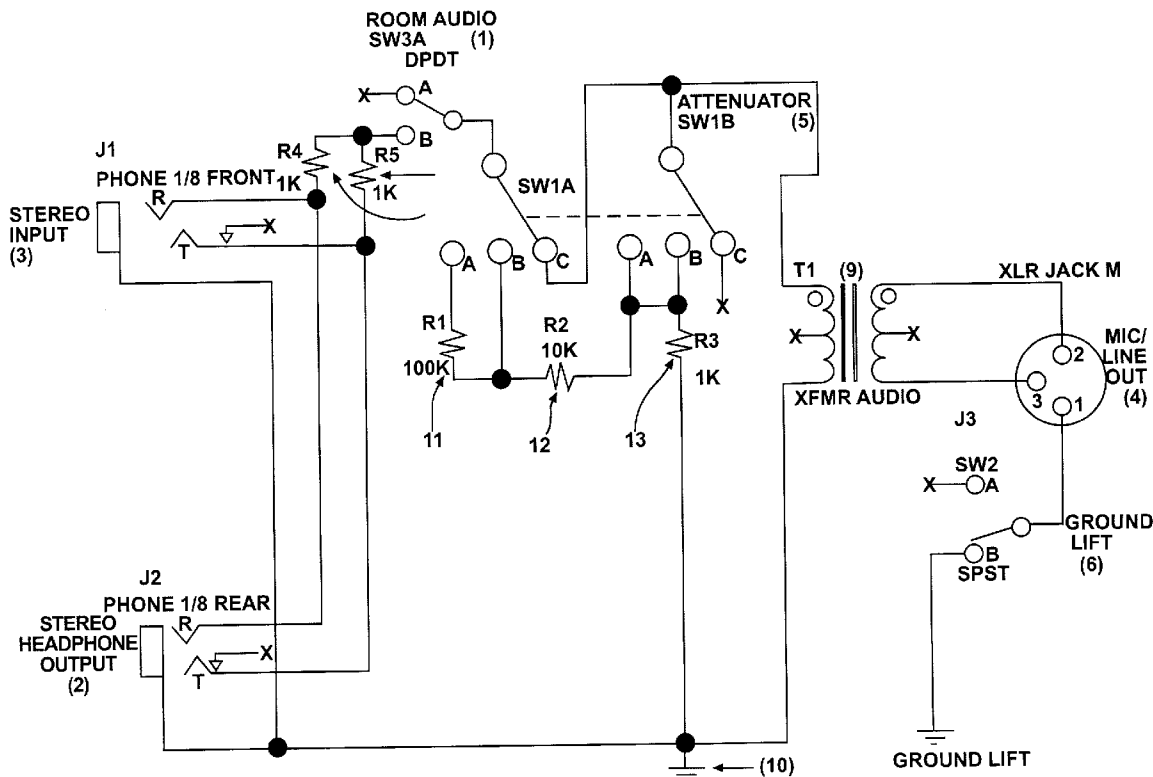 ROOM AUDIO
SW3A (1)
DPDT
X
A
B
ATTENUATOR
SW1B (5)
J1
R4
R5
PHONE 1/8 FRONT
1K
1K
SW1A
R
STEREO
INPUT
(3)
X
T
A
B
C
A
B
C
T1
(9)
XLR JACK M
X
R1
R2
R3
100K
10K
1K
X
X
MIC/
LINE
OUT
(4)
2
3
1
XFMR AUDIO
J3
11
12
13
SW2
X
A
GROUND
LIFT
(6)
B
SPST
J2
PHONE 1/8 REAR
STEREO
HEADPHONE
OUTPUT
(2)
R
X
T
GROUND LIFT
(10)